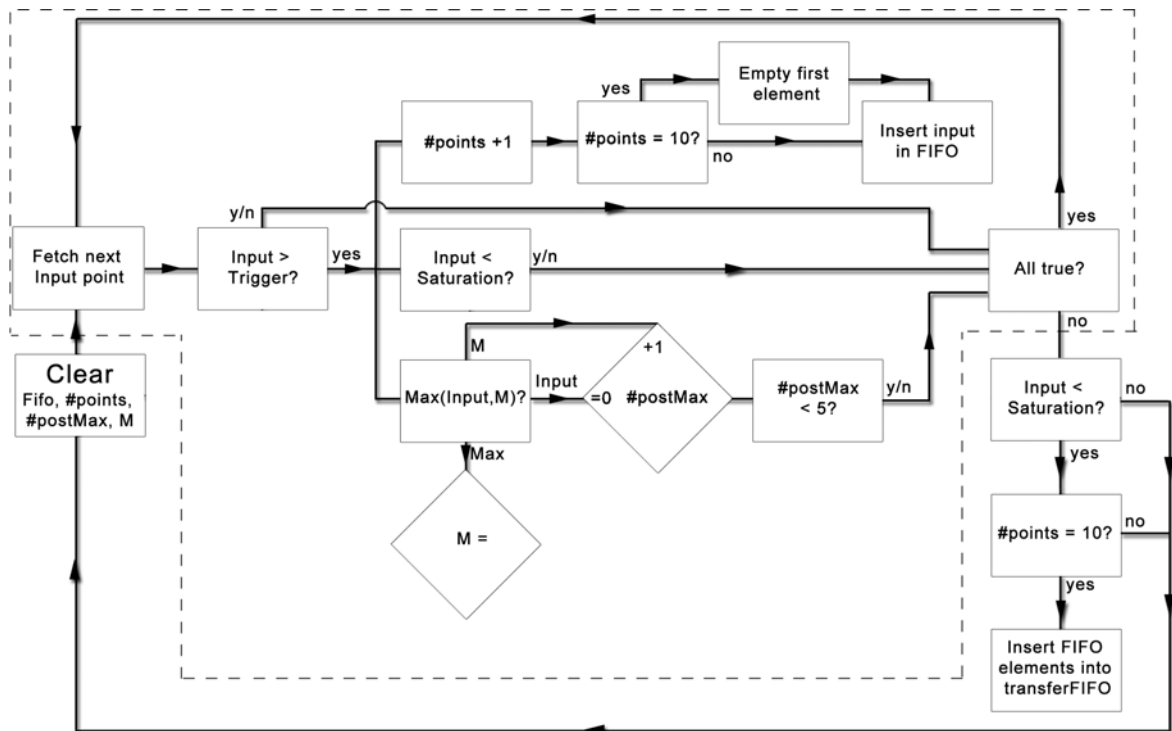 Empty first
element
yes
#points +1
#points = 10?
no
Insert input
in FIFO
y/n
Fetch next
Input point
Input >
Trigger?
yes
Input <
Saturation?
y/n
All true?
yes
no
M
+1
Max(Input,M)?
Input
=0
#postMax
#postMax
< 5?
y/n
Max
M =
Clear
Fifo, #points,
#postMax, M
Input <
Saturation?
no
yes
#points = 10?
no
yes
Insert FIFO
elements into
transferFIFO